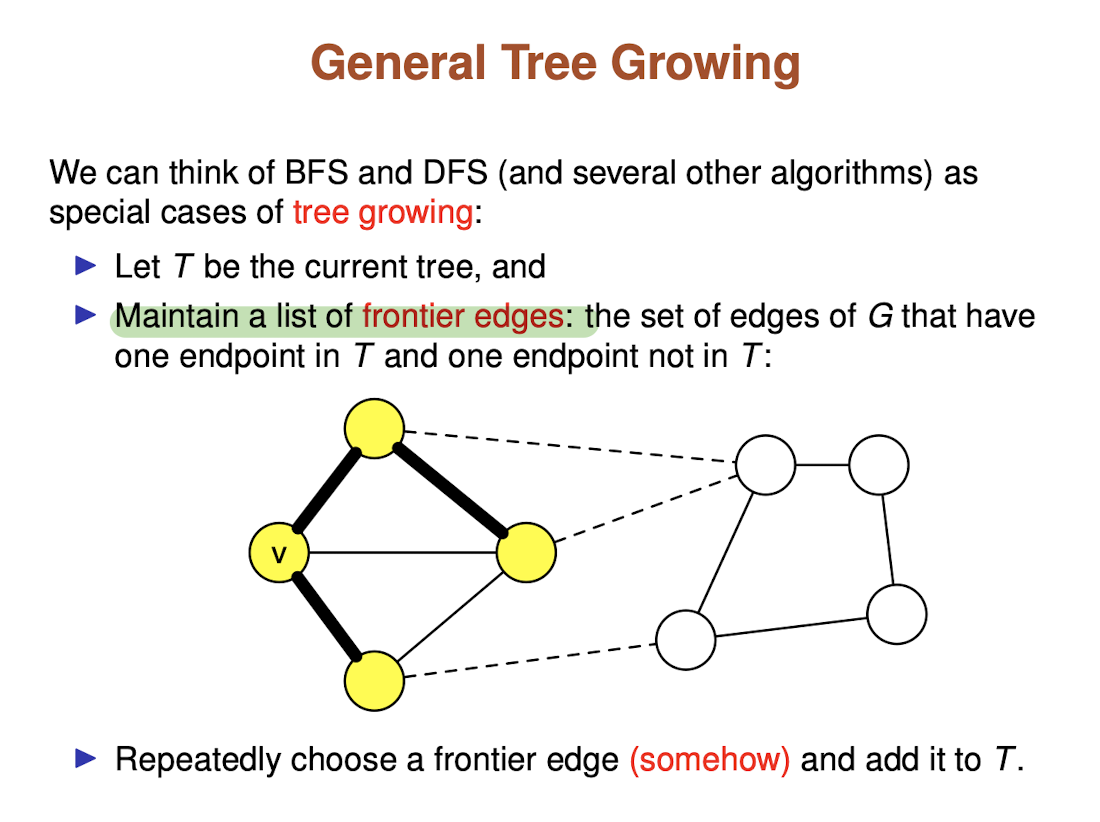 General Tree Growing
We can think of BFS and DFS (and several other algorithms) as
special cases of tree growing:
▶ Let T be the current tree, and
▶ Maintain a list of frontier edges: the set of edges of G that have
one endpoint in T and one endpoint not in T:
v
▶ Repeatedly choose a frontier edge (somehow) and add it to T.